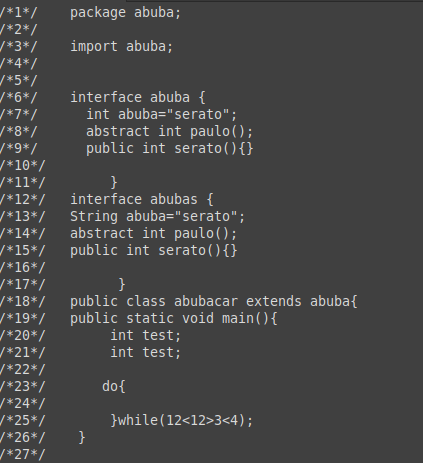 /*1*/    package abuba;
/*2*/
/*3*/    import abuba;
/*4*/
/*5*/
/*6*/    interface abuba {
/*7*/      int abuba="serato";
/*8*/      abstract int paulo();
/*9*/      public int serato(){}
/*10*/
/*11*/        }
/*12*/   interface abubas {
/*13*/   String abuba="serato";
/*14*/   abstract int paulo();
/*15*/   public int serato(){}
/*16*/
/*17*/         }
/*18*/   public class abubacar extends abuba{
/*19*/   public static void main(){
/*20*/        int test;
/*21*/        int test;
/*22*/
/*23*/       do{
/*24*/
/*25*/        }while(12<12>3<4);
/*26*/    }
/*27*/